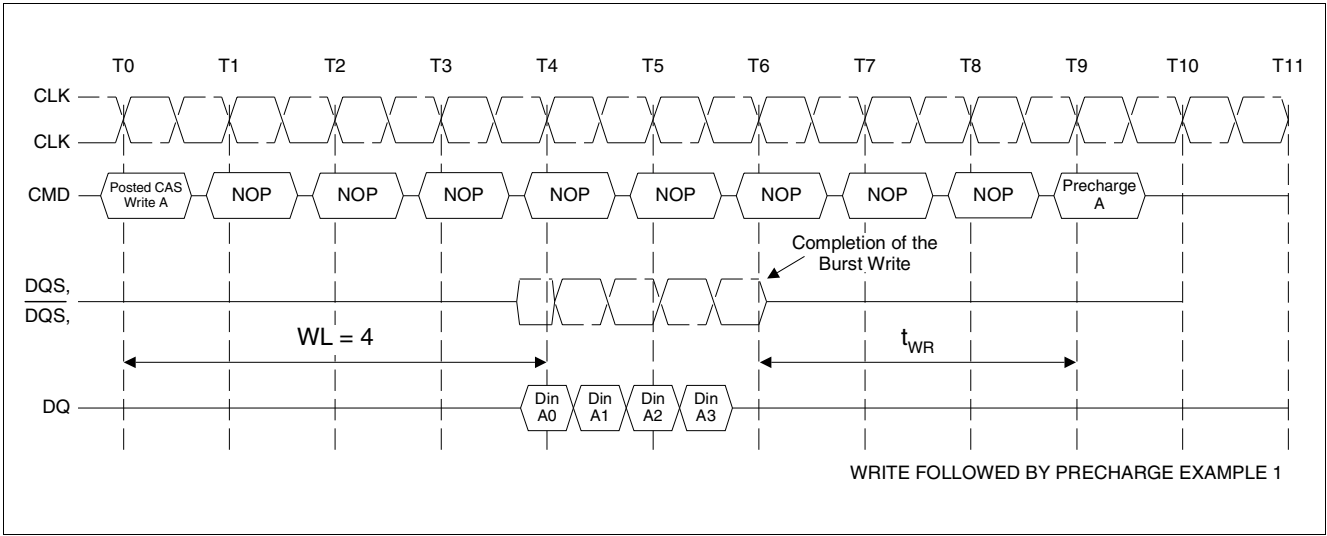 T0 T1 T2 T3 T4 T5 T6 T7 T8 T9 T10 T11
CLK
CLK
CMD
Posted CAS
Write A
NOP NOP NOP NOP NOP NOP NOP NOP
Precharge
A
Completion of the
Burst Write
DQS,
DQS,
WL = 4
tWR
DQ
Din
A0
Din
A1
Din
A2
Din
A3
WRITE FOLLOWED BY PRECHARGE EXAMPLE 1